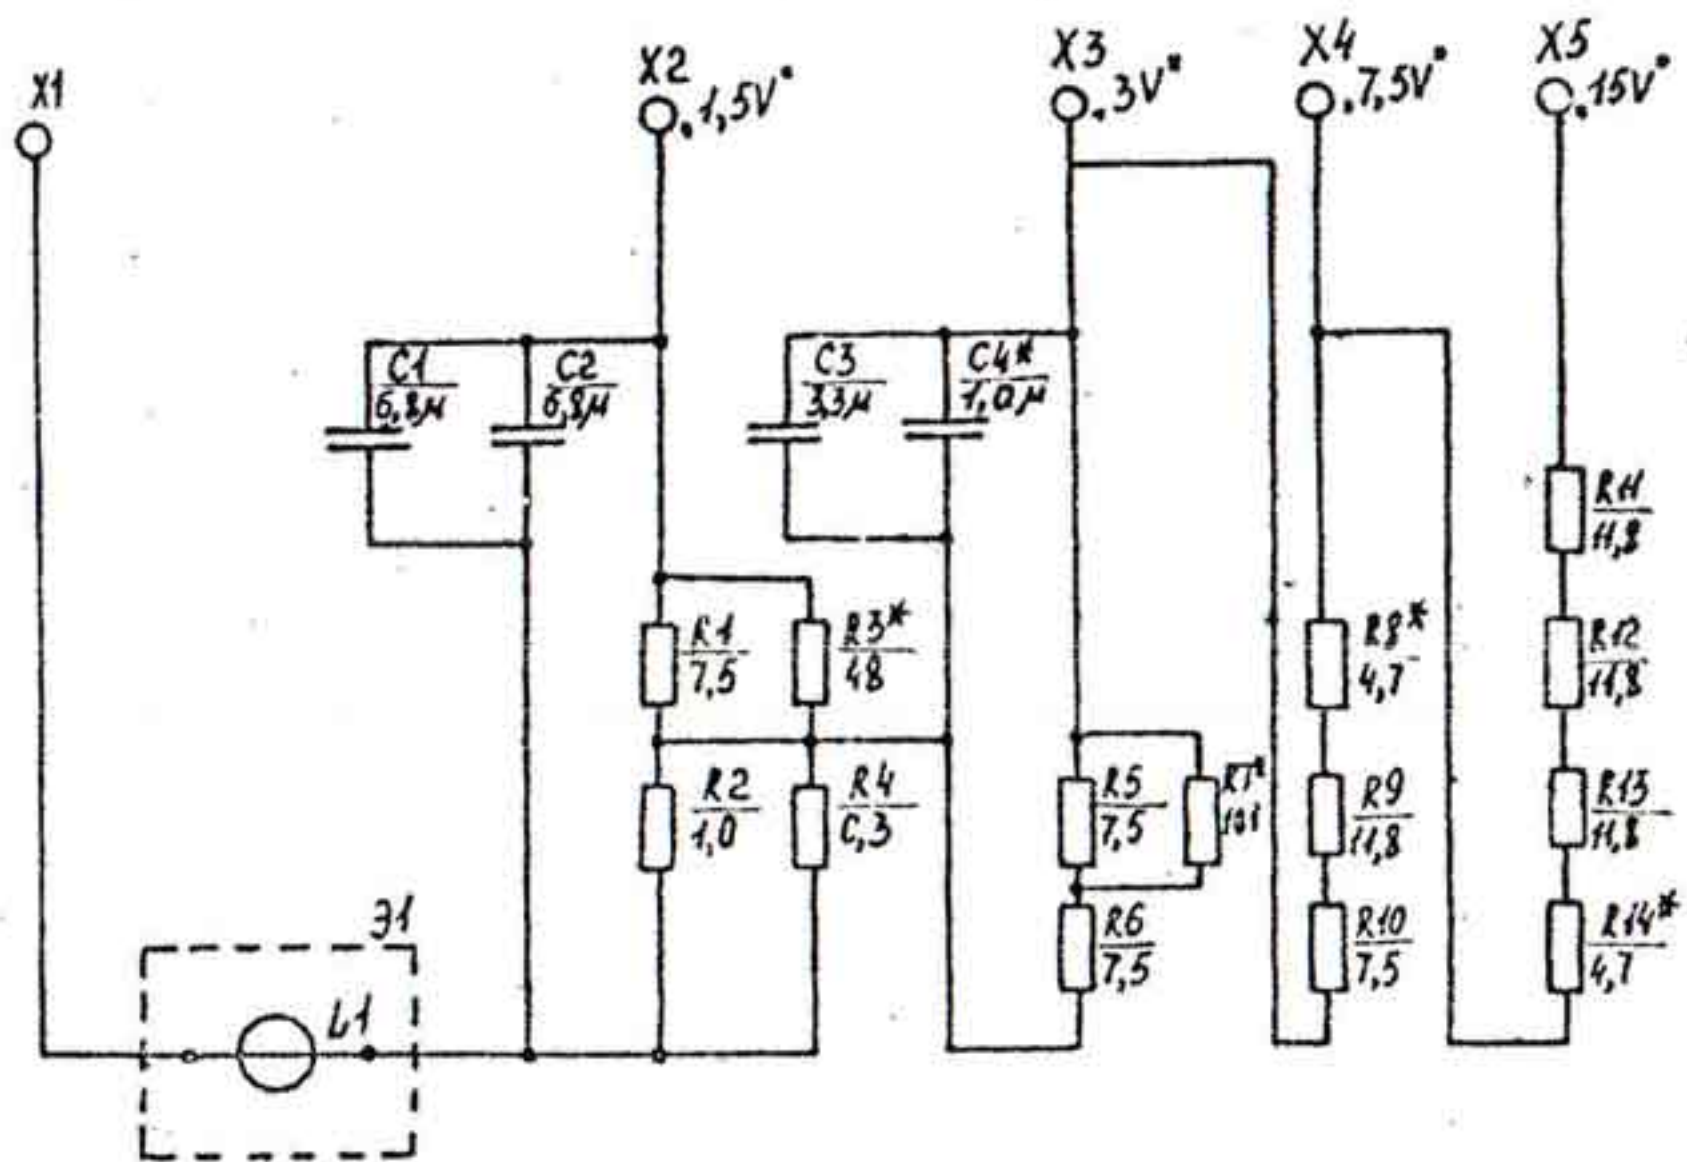 X1
X2
.1,5V*
X3
.3V*
X4
.7,5V*
X5
.15V*
C1
6,8μ
C2
6,8μ
C3
3,3μ
C4*
1,0μ
R11
11,8
R1
7,5
R3*
48
R8*
4,7
R12
11,8
R2
1,0
R4
R5
7,5
R9
11,8
R13
11,8
R6
7,5
R10
7,5
R14*
4,7
Э1
L1